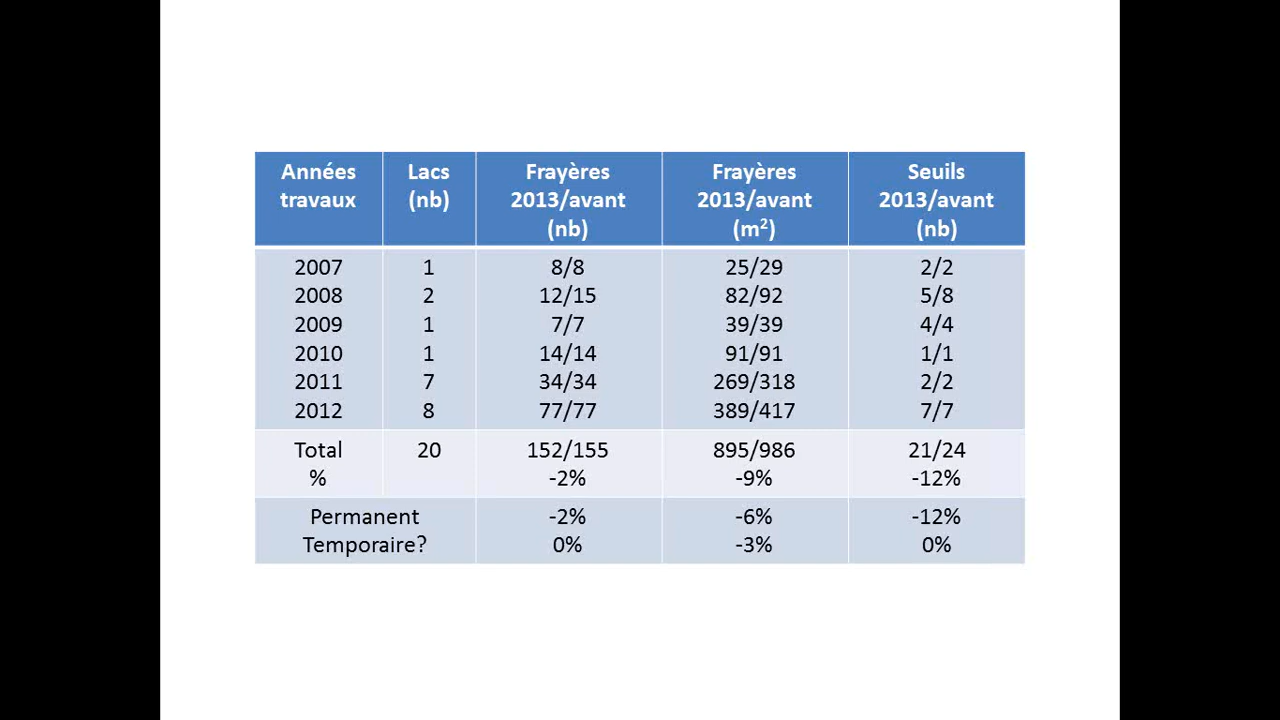 Années travaux Lacs (nb) Frayères 2013/avant (nb) Frayères 2013/avant (m²) Seuils 2013/avant (nb)
2007 1 8/8 25/29 2/2
2008 2 12/15 82/92 5/8
2009 1 7/7 39/39 4/4
2010 1 14/14 91/91 1/1
2011 7 34/34 269/318 2/2
2012 8 77/77 389/417 7/7
Total 20 152/155 895/986 21/24
% -2% -9% -12%
Permanent -2% -6% -12%
Temporaire? 0% -3% 0%